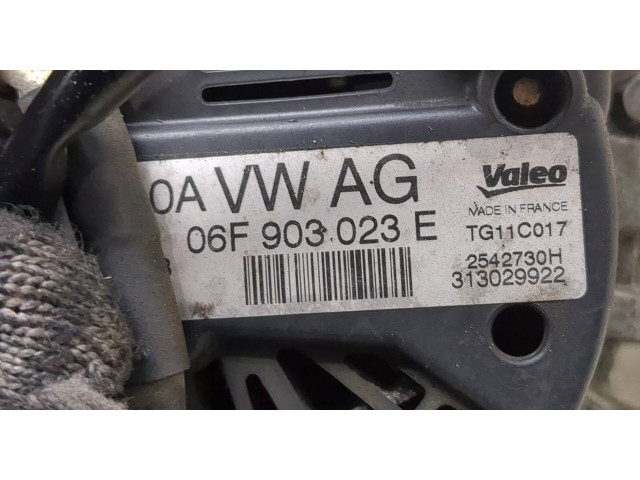 0A VW AG
06F 903 023 E
Valeo
MADE IN FRANCE
TG11C017
2542730H
313029922